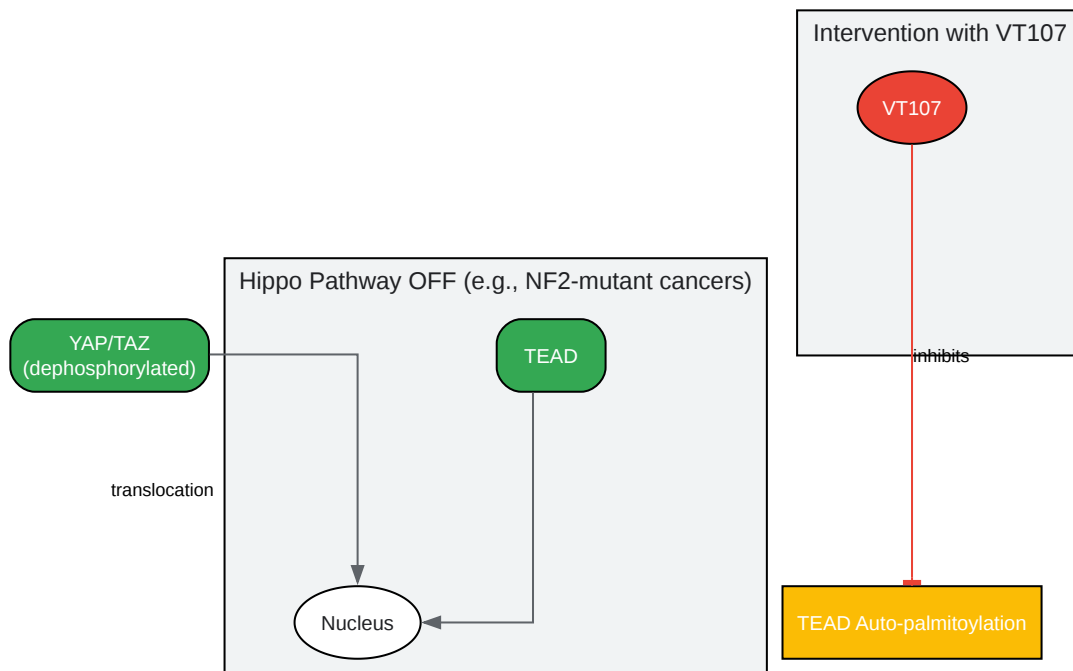 Intervention with VT107
VT107
Hippo Pathway OFF (e.g., NF2-mutant cancers)
YAP/TAZ
(dephosphorylated)
TEAD
inhibits
translocation
Nucleus
TEAD Auto-palmitoylation